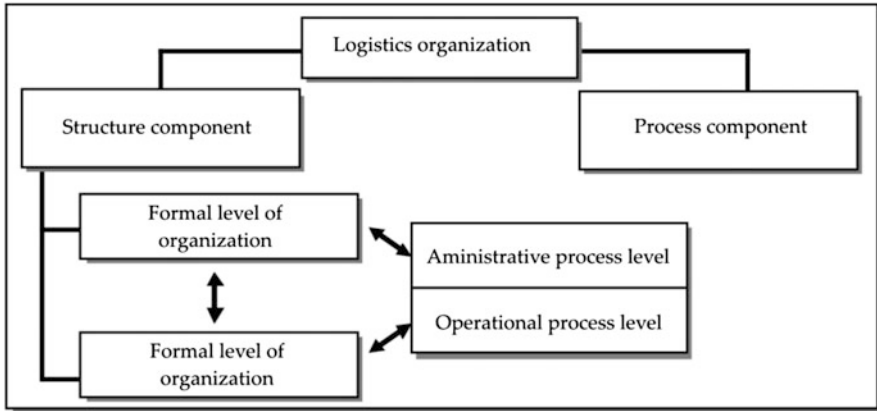 Logistics organization
Structure component
Process component
Formal level of
organization
Aministrative process level
Operational process level
Formal level of
organization